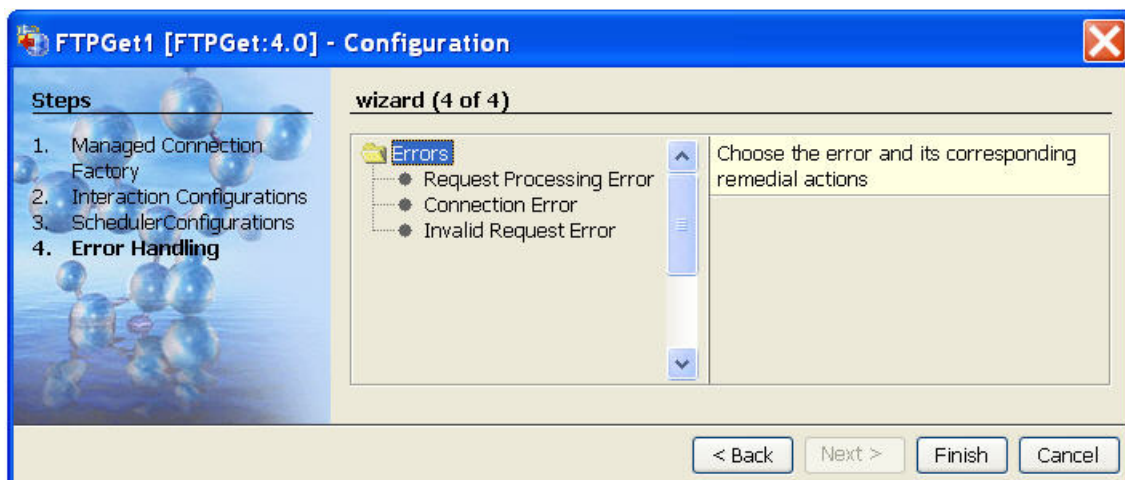 FTPGet1 [FTPGet:4.0] - Configuration
Steps
1. Managed Connection
Factory
2. Interaction Configurations
3. SchedulerConfigurations
4. Error Handling
wizard (4 of 4)
Errors
Request Processing Error
Connection Error
Invalid Request Error
Choose the error and its corresponding
remedial actions
< Back
Next >
Finish
Cancel